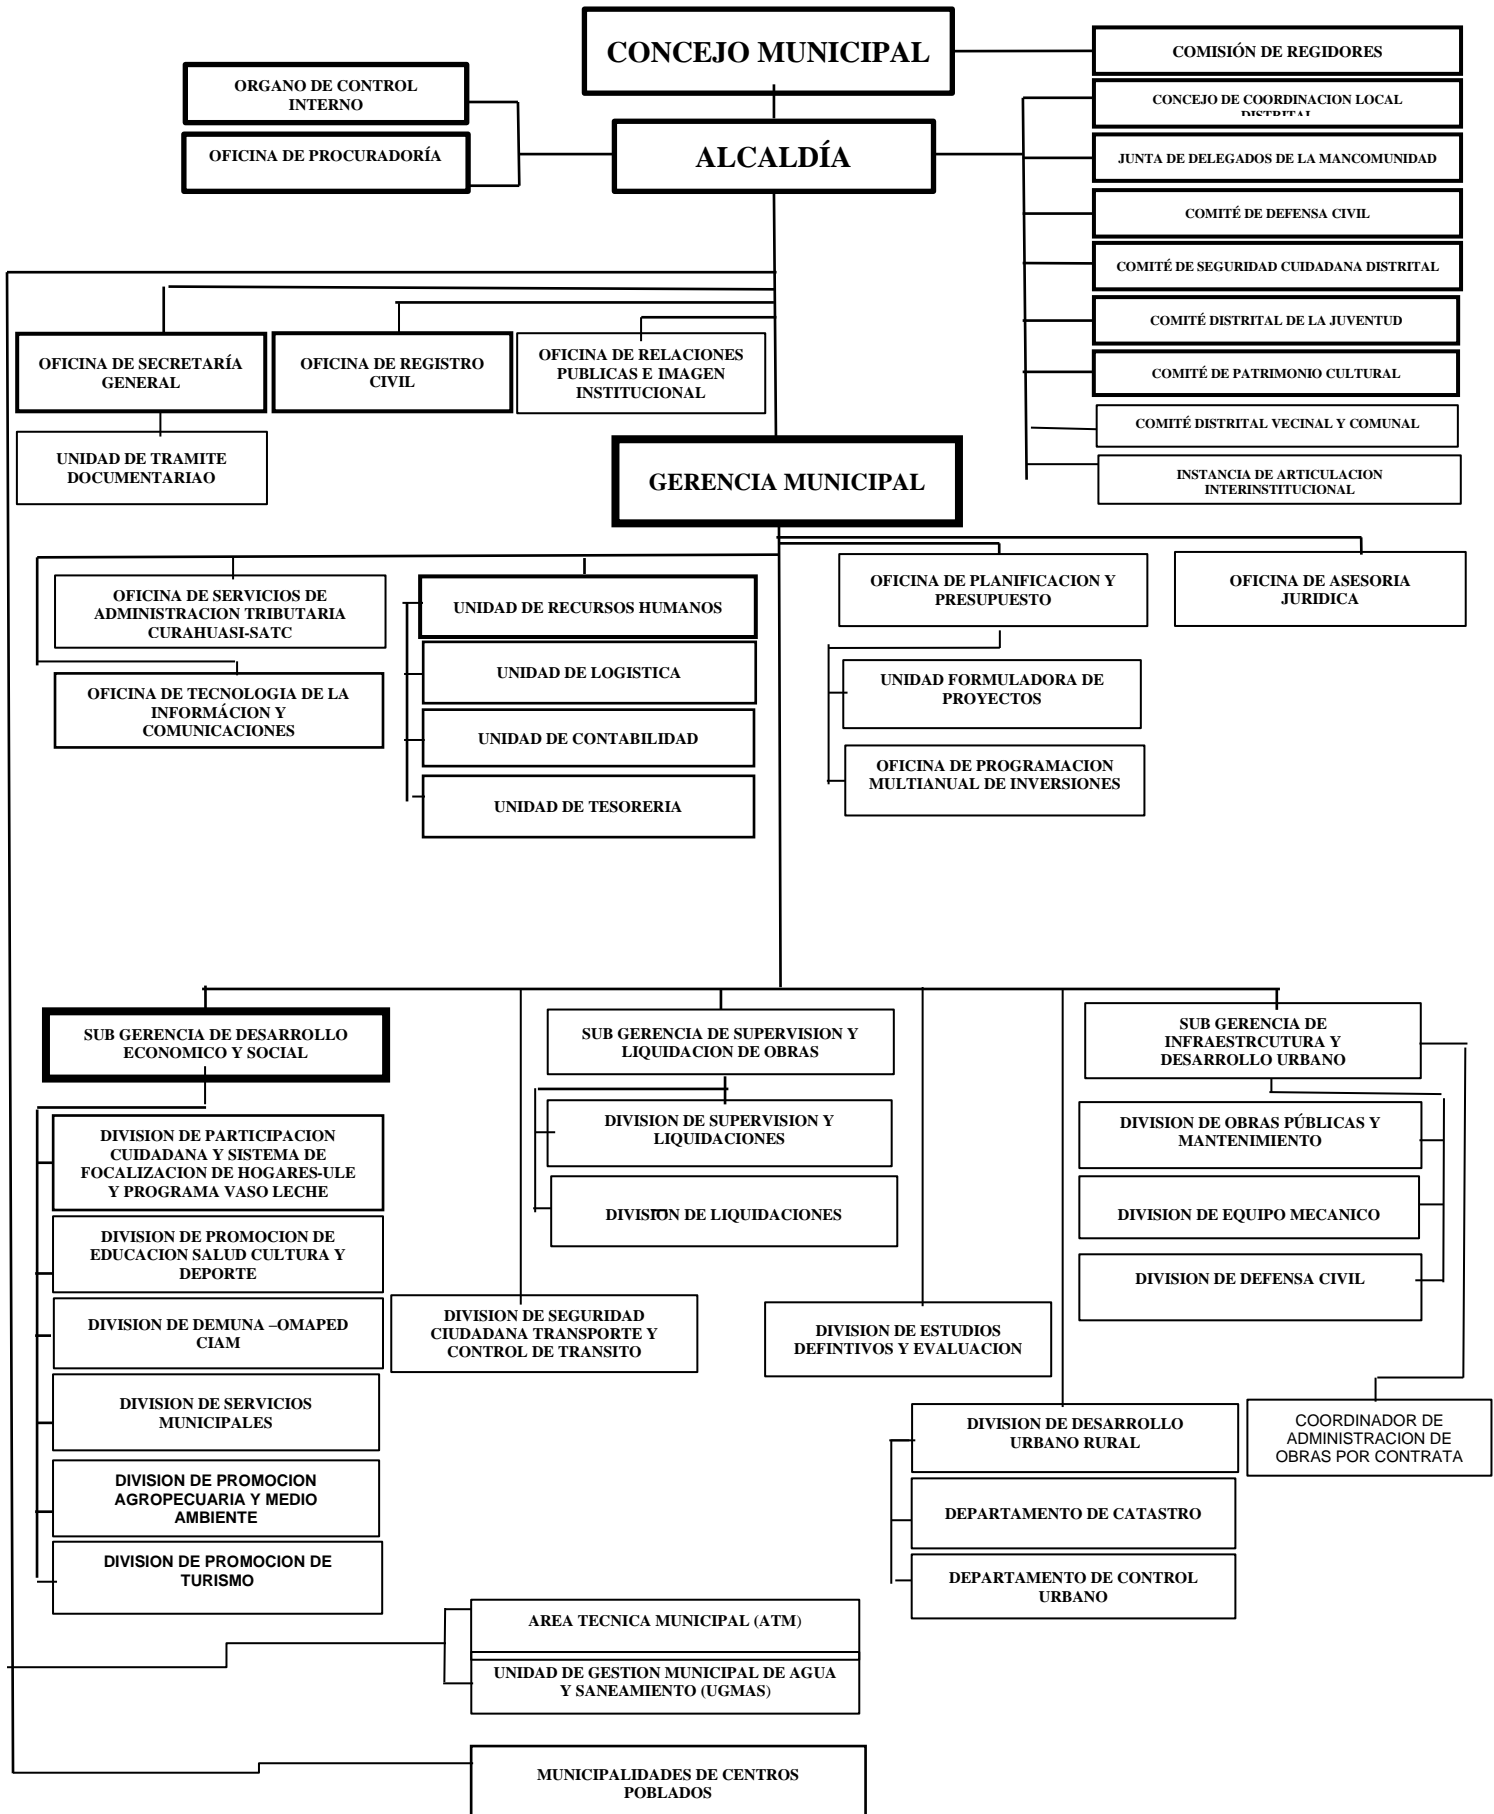 CONCEJO MUNICIPAL
COMISIÓN DE REGIDORES
ORGANO DE CONTROL
INTERNO
OFICINA DE PROCURADORÍA
ALCALDÍA
CONCEJO DE COORDINACION LOCAL
DISTRITAL
JUNTA DE DELEGADOS DE LA MANCOMUNIDAD
COMITÉ DE DEFENSA CIVIL
COMITÉ DE SEGURIDAD CUIDADANA DISTRITAL
COMITÉ DISTRITAL DE LA JUVENTUD
COMITÉ DE PATRIMONIO CULTURAL
COMITÉ DISTRITAL VECINAL Y COMUNAL
INSTANCIA DE ARTICULACION
INTERINSTITUCIONAL
OFICINA DE SECRETARÍA
GENERAL
OFICINA DE REGISTRO
CIVIL
OFICINA DE RELACIONES
PUBLICAS E IMAGEN
INSTITUCIONAL
UNIDAD DE TRAMITE
DOCUMENTARIAO
GERENCIA MUNICIPAL
OFICINA DE SERVICIOS DE
ADMINISTRACION TRIBUTARIA
CURAHUASI-SATC
OFICINA DE TECNOLOGIA DE LA
INFORMÁCION Y
COMUNICACIONES
UNIDAD DE RECURSOS HUMANOS
UNIDAD DE LOGISTICA
UNIDAD DE CONTABILIDAD
UNIDAD DE TESORERIA
OFICINA DE PLANIFICACION Y
PRESUPUESTO
OFICINA DE ASESORIA
JURIDICA
UNIDAD FORMULADORA DE
PROYECTOS
OFICINA DE PROGRAMACION
MULTIANUAL DE INVERSIONES
SUB GERENCIA DE DESARROLLO
ECONOMICO Y SOCIAL
SUB GERENCIA DE SUPERVISION Y
LIQUIDACION DE OBRAS
SUB GERENCIA DE
INFRAESTRCUTURA Y
DESARROLLO URBANO
DIVISION DE PARTICIPACION
CUIDADANA Y SISTEMA DE
FOCALIZACION DE HOGARES-ULE
Y PROGRAMA VASO LECHE
DIVISION DE PROMOCION DE
EDUCACION SALUD CULTURA Y
DEPORTE
DIVISION DE DEMUNA –OMAPED
CIAM
DIVISION DE SERVICIOS
MUNICIPALES
DIVISION DE PROMOCION
AGROPECUARIA Y MEDIO
AMBIENTE
DIVISION DE PROMOCION DE
TURISMO
DIVISION DE SUPERVISION Y
LIQUIDACIONES
DIVISION DE LIQUIDACIONES
DIVISION DE SEGURIDAD
CIUDADANA TRANSPORTE Y
CONTROL DE TRANSITO
DIVISION DE ESTUDIOS
DEFINTIVOS Y EVALUACION
DIVISION DE OBRAS PÚBLICAS Y
MANTENIMIENTO
DIVISION DE EQUIPO MECANICO
DIVISION DE DEFENSA CIVIL
DIVISION DE DESARROLLO
URBANO RURAL
DEPARTAMENTO DE CATASTRO
DEPARTAMENTO DE CONTROL
URBANO
COORDINADOR DE
ADMINISTRACION DE
OBRAS POR CONTRATA
AREA TECNICA MUNICIPAL (ATM)
UNIDAD DE GESTION MUNICIPAL DE AGUA
Y SANEAMIENTO (UGMAS)
MUNICIPALIDADES DE CENTROS
POBLADOS